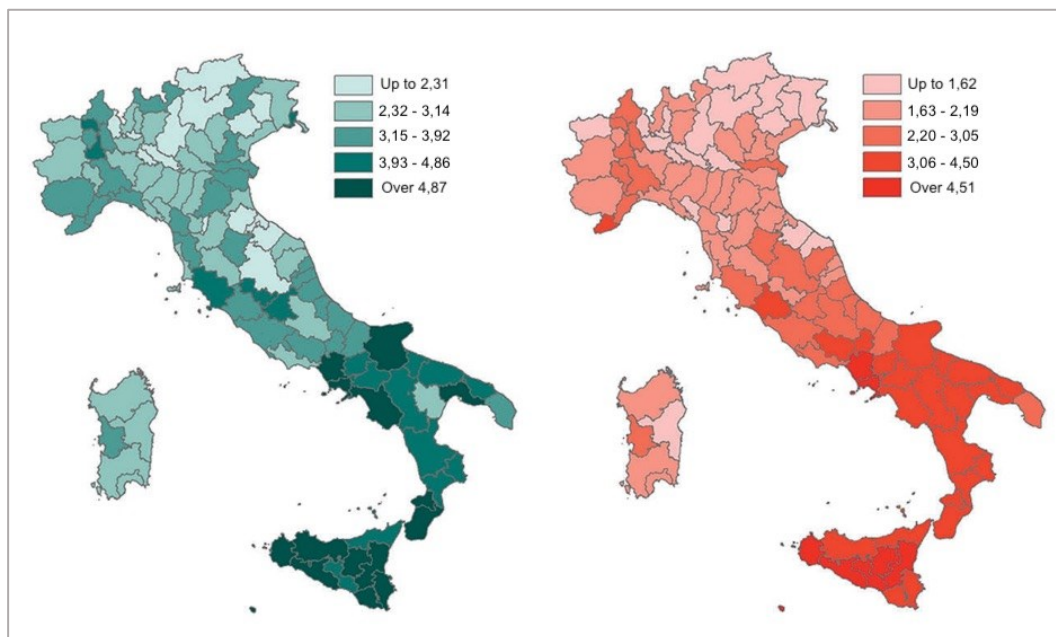 Up to 2,31
2,32 - 3,14
3,15 - 3,92
3,93 - 4,86
Over 4,87
Up to 1,62
1,63 - 2,19
2,20 - 3,05
3,06 - 4,50
Over 4,51